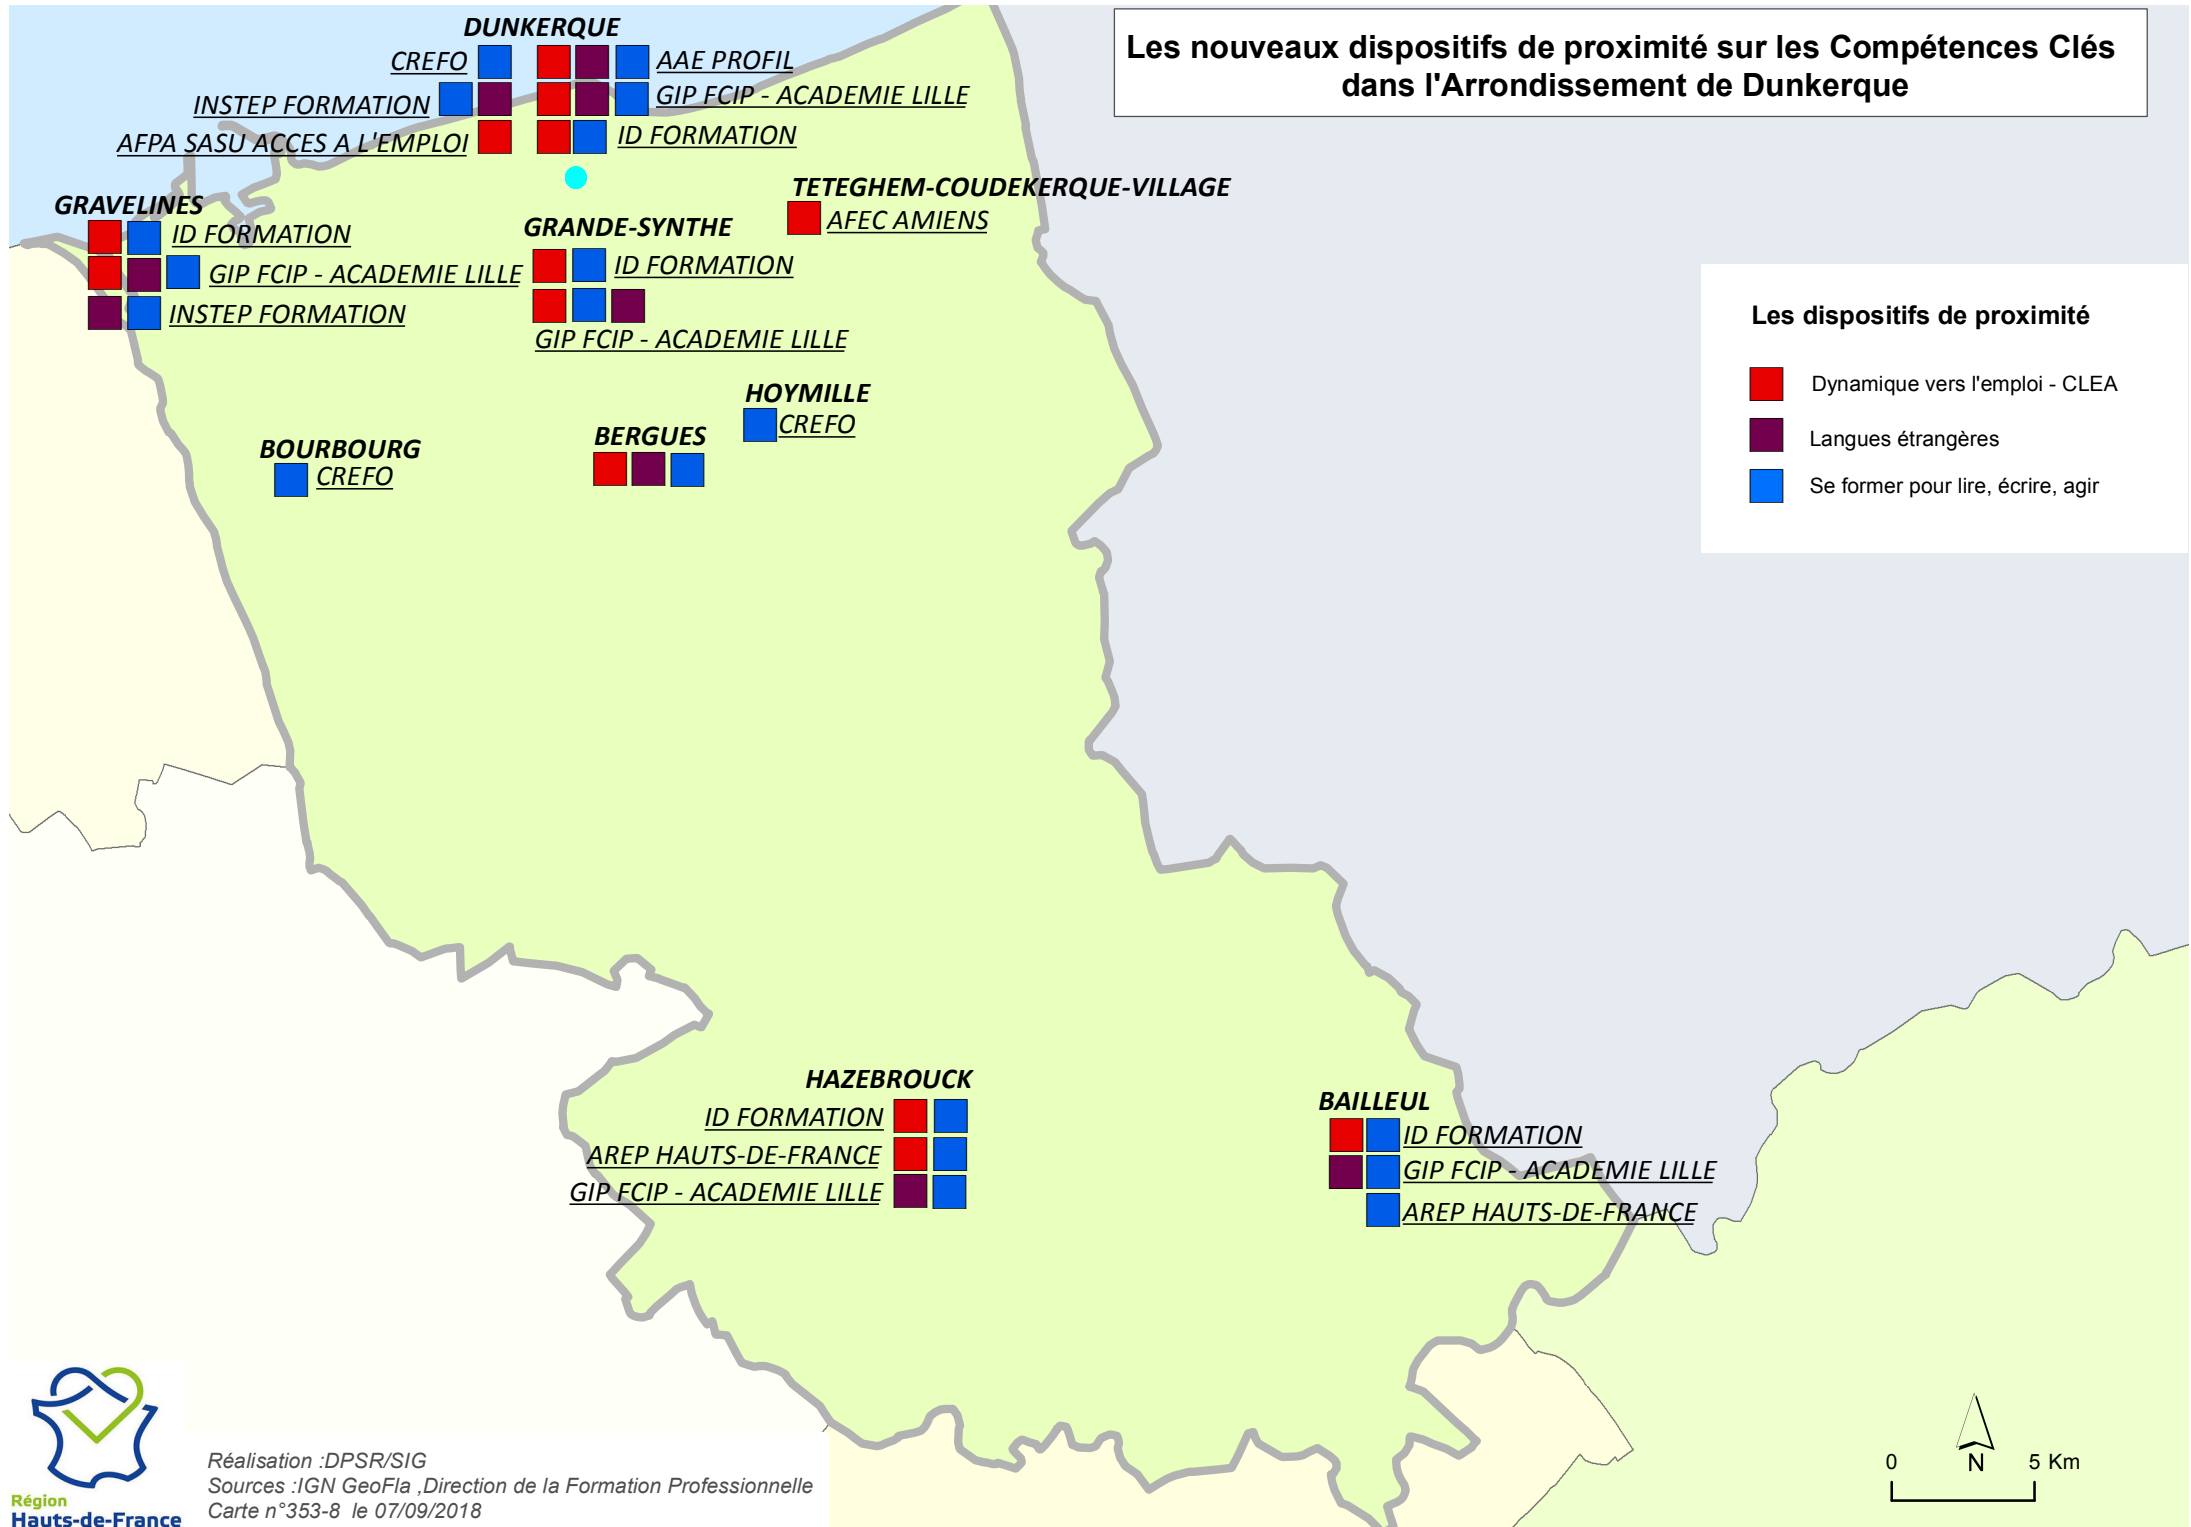 Les nouveaux dispositifs de proximité sur les Compétences Clés
dans l'Arrondissement de Dunkerque
DUNKERQUE
CREFO
AAE PROFIL
INSTEP FORMATION
GIP FCIP - ACADEMIE LILLE
AFPA SASU ACCES A L'EMPLOI
ID FORMATION
TETEGHEM-COUDEKERQUE-VILLAGE
AFEC AMIENS
GRAVELINES
ID FORMATION
GIP FCIP - ACADEMIE LILLE
INSTEP FORMATION
GRANDE-SYNTHE
ID FORMATION
GIP FCIP - ACADEMIE LILLE
HOYMILLE
CREFO
BERGUES
BOURBOURG
CREFO
Les dispositifs de proximité
Dynamique vers l'emploi - CLEA
Langues étrangères
Se former pour lire, écrire, agir
HAZEBROUCK
ID FORMATION
AREP HAUTS-DE-FRANCE
GIP FCIP - ACADEMIE LILLE
BAILLEUL
ID FORMATION
GIP FCIP - ACADEMIE LILLE
AREP HAUTS-DE-FRANCE
Région
Hauts-de-France
Réalisation :DPSR/SIG
Sources :IGN GeoFla ,Direction de la Formation Professionnelle
Carte n°353-8 le 07/09/2018
0 N 5 Km